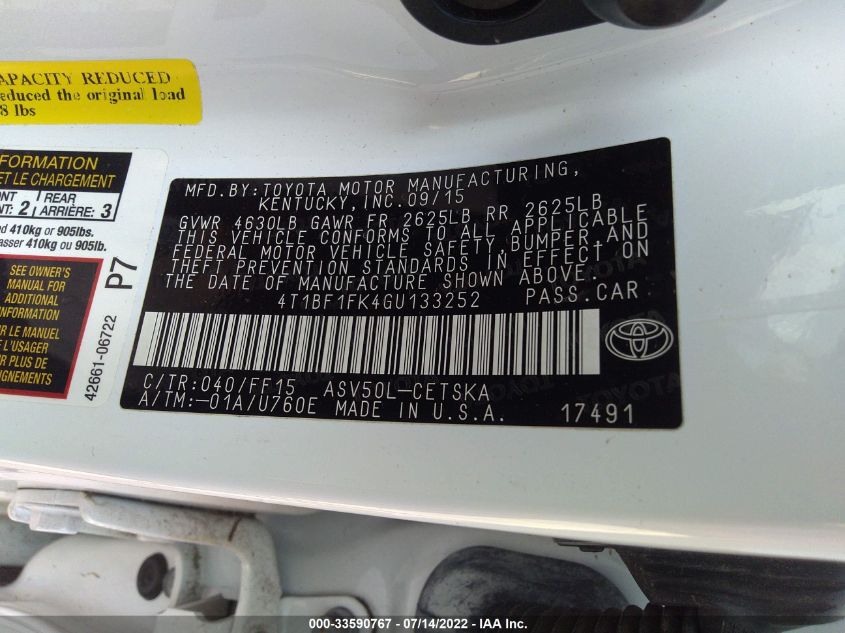 APACITY REDUCED
educed the original load
8 lbs
FORMATION
ET LE CHARGEMENT
NT
T: 2
REAR
ARRIÈRE: 3
d 410kg or 905lbs.
asser 410kg ou 905lb.
SEE OWNER'S
MANUAL FOR
ADDITIONAL
RMATION
R LE MANUEL
E L'USAGER
UR PLUS DE
IGNEMENTS
P7
42661-06722
MFD.BY:TOYOTA MOTOR MANUFACTURING,
KENTUCKY, INC. 09/15
GVWR 4630LB GAWR FR 2625LB RR 2625LB
THIS VEHICLE CONFORMS TO ALL APPLICABLE
FEDERAL MOTOR VEHICLE SAFETY, BUMPER, AND
THEFT PREVENTION STANDARDS IN EFFECT ON
THE DATE OF MANUFACTURE SHOWN ABOVE.
4T1BF1FK4GU133252 PASS.CAR
C/TR:040/FF15 ASV50L-CETSKA
A/TM:-01A/U760E MADE IN U.S.A. 17491
TOYOTA
000-33590767 - 07/14/2022 - IAA Inc.